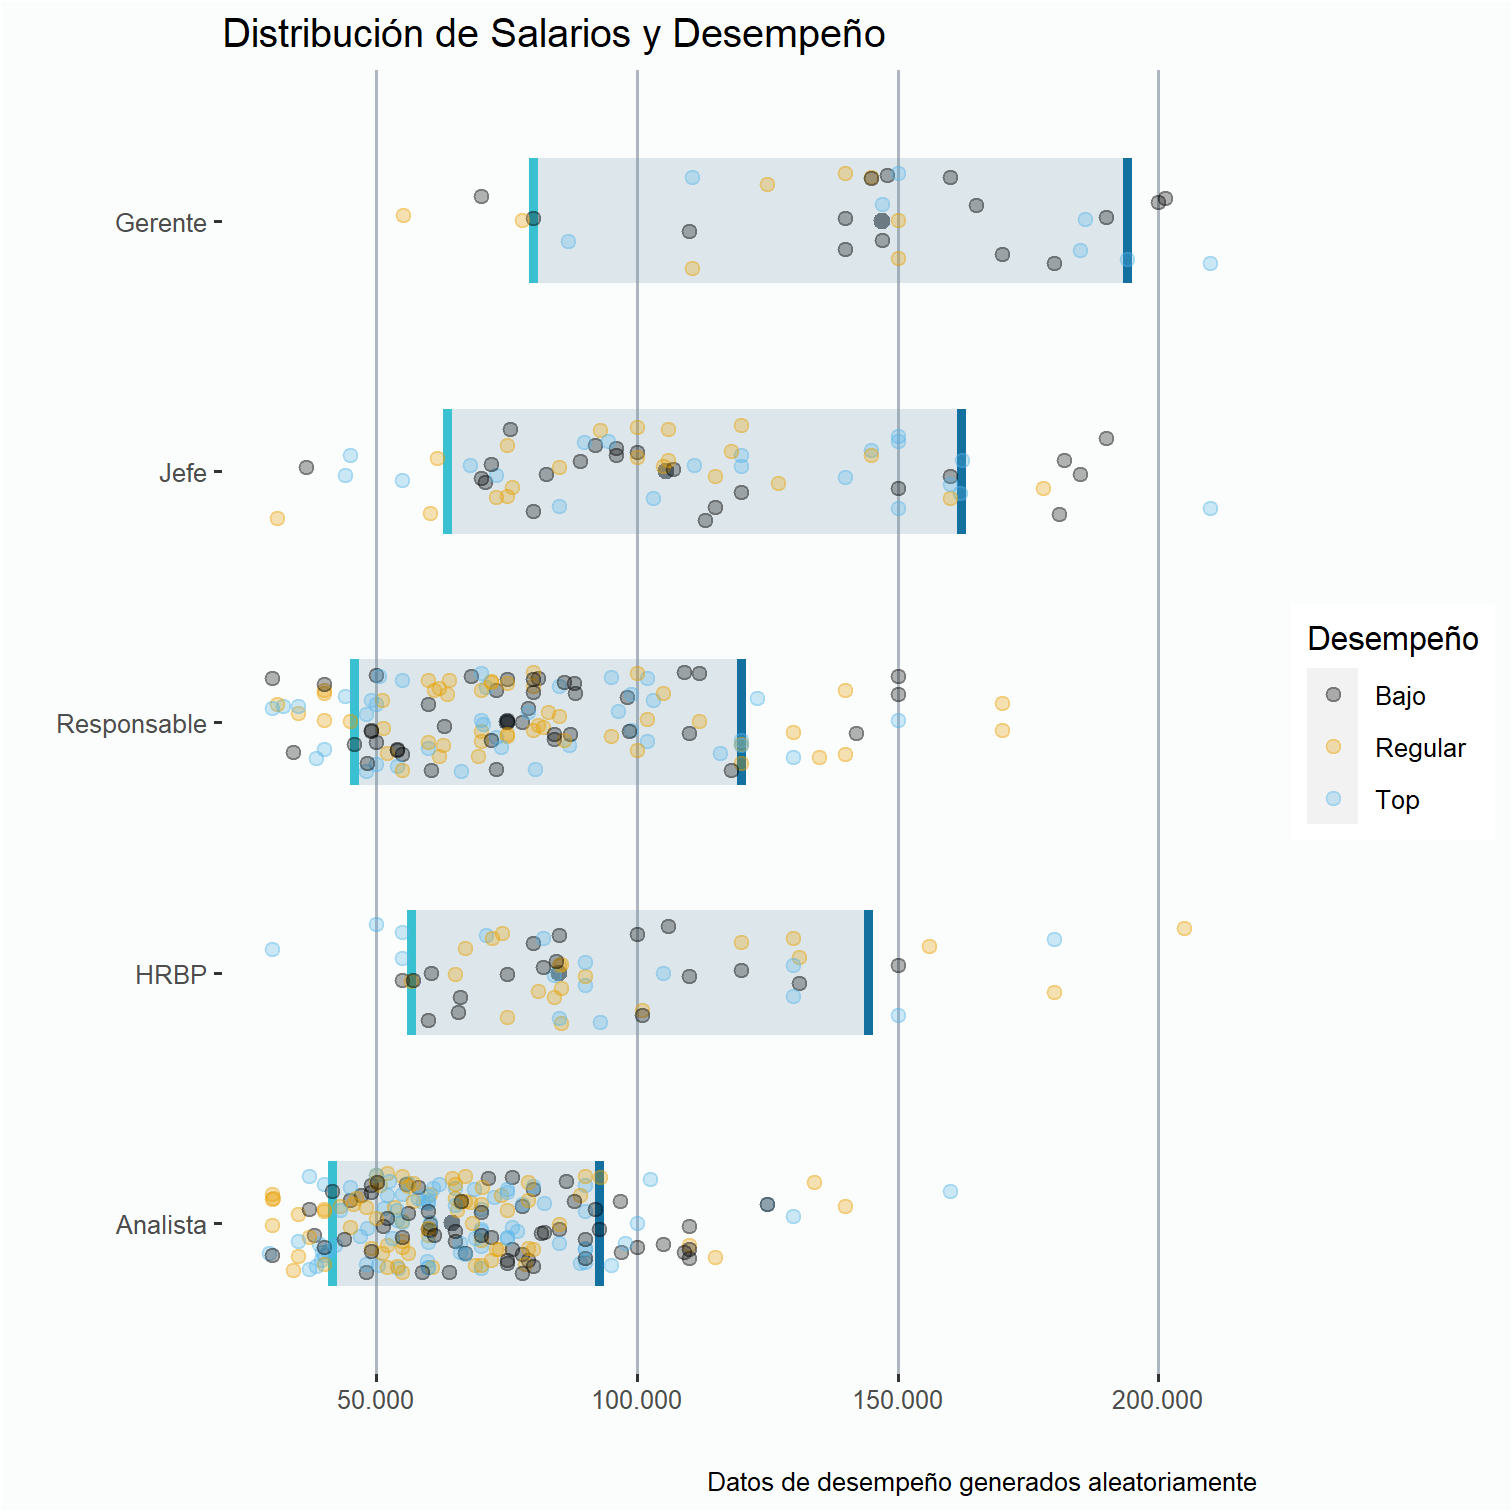 Distribución de Salarios y Desempeño
Gerente
Jefe
Responsable
HRBP
Analista
50.000
100.000
150.000
200.000
Desempeño
Bajo
Regular
Top
Datos de desempeño generados aleatoriamente